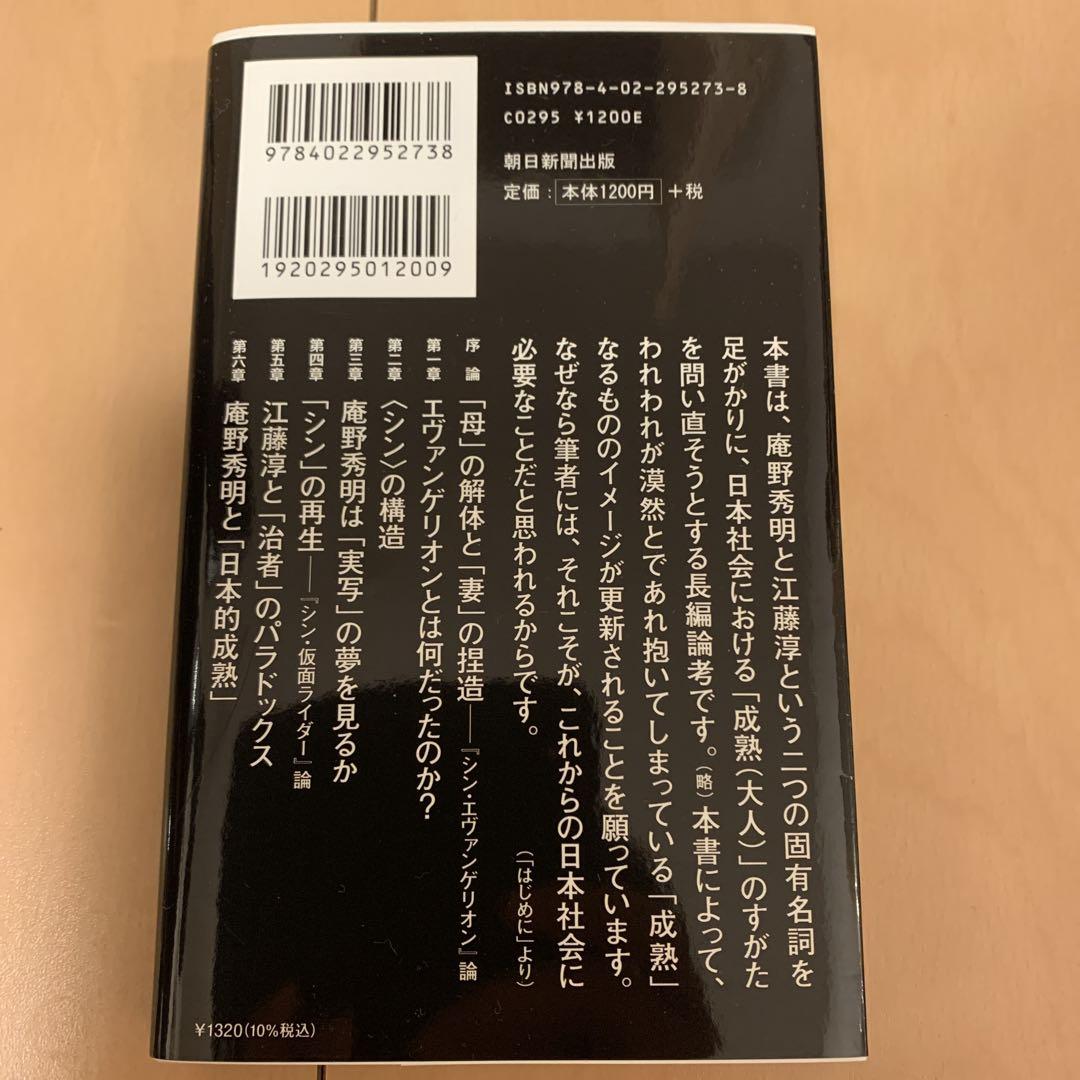 9784022952738
1920295012009
ISBN978-4-02-295273-8
C0295 ¥1200E
朝日新聞出版
定価:本体1200円+税
本書は、庵野秀明と江藤淳という二つの固有名詞を
足がかりに、日本社会における「成熟(大人)」のすがた
を問い直そうとする長編論考です。(略)本書によって、
われわれが漠然とであれ抱いてしまっている「成熟」
なるもののイメージが更新されることを願っています。
なぜなら筆者には、それこそが、これからの日本社会に
必要なことだと思われるからです。
(「はじめに」より)
序論 「母」の解体と「妻」の捏造──『シン・エヴァンゲリオン』論
第一章 エヴァンゲリオンとは何だったのか?
第二章 〈シン〉の構造
第三章 庵野秀明は「実写」の夢を見るか
第四章 「シン」の再生──『シン・仮面ライダー』論
第五章 江藤淳と「治者」のパラドックス
第六章 庵野秀明と「日本的成熟」
¥1320(10%税込)